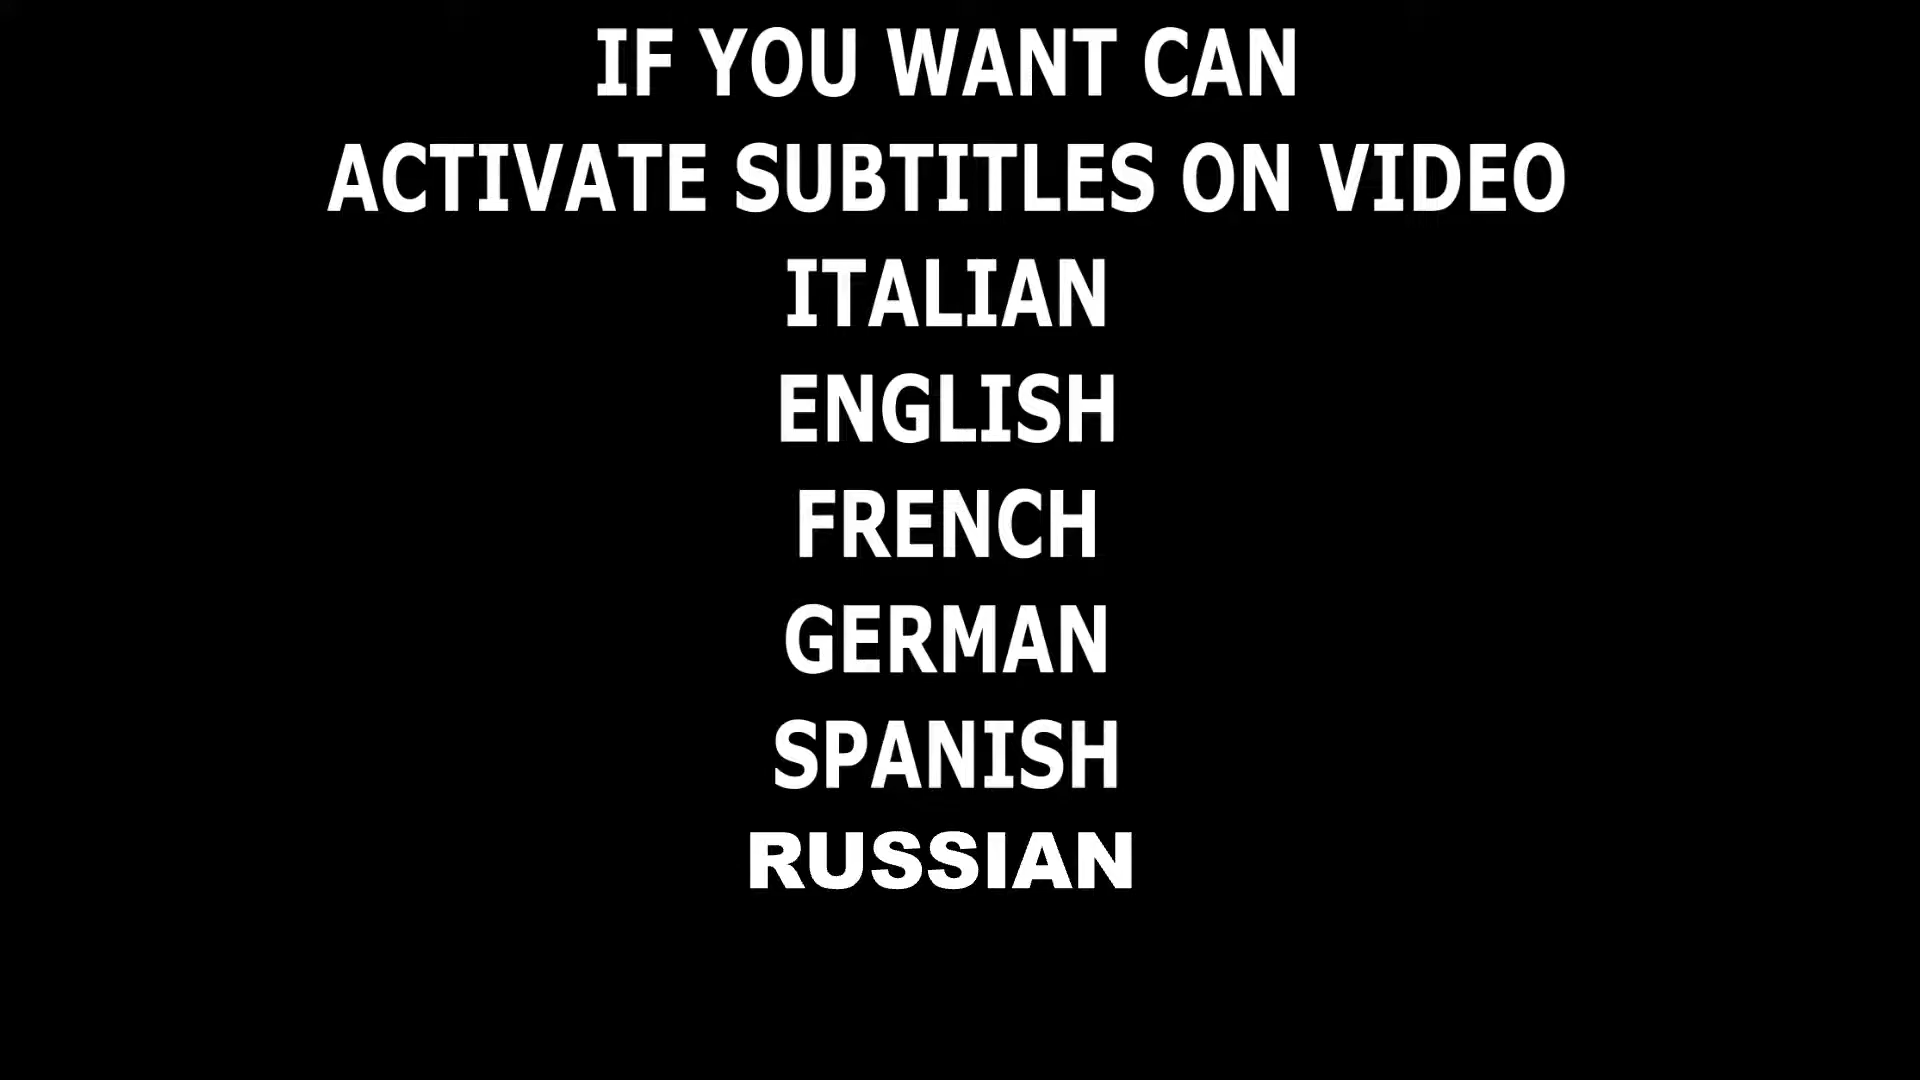 IF YOU WANT CAN
ACTIVATE SUBTITLES ON VIDEO
ITALIAN
ENGLISH
FRENCH
GERMAN
SPANISH
RUSSIAN